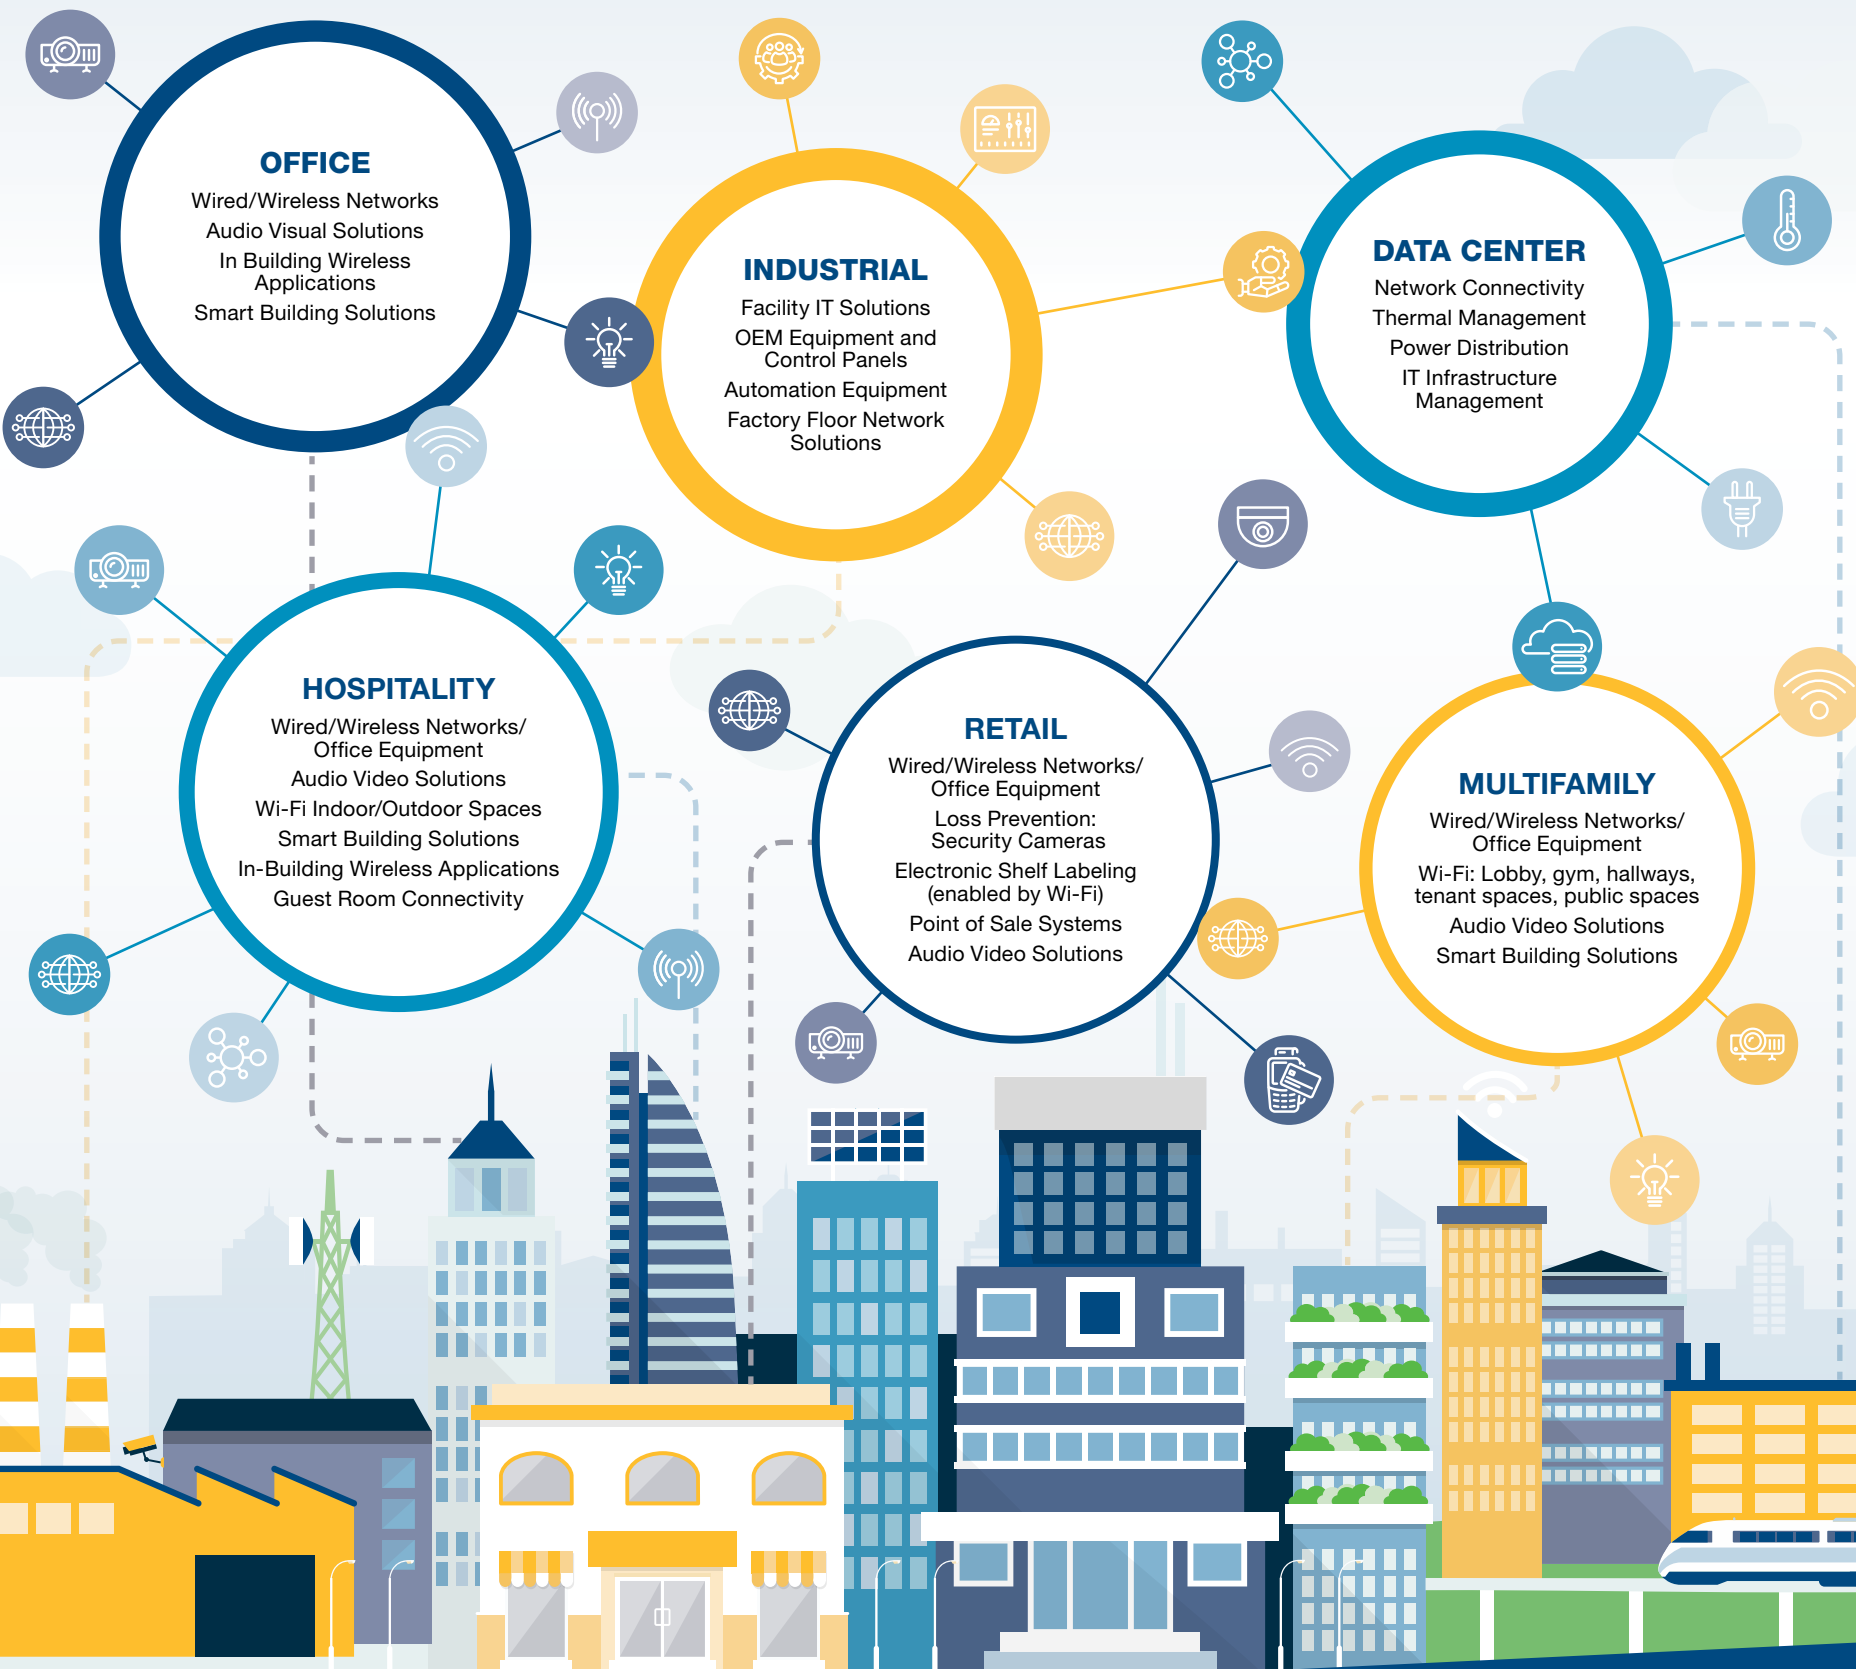 OFFICE
Wired/Wireless Networks
Audio Visual Solutions
In Building Wireless
Applications
Smart Building Solutions
INDUSTRIAL
Facility IT Solutions
OEM Equipment and
Control Panels
Automation Equipment
Factory Floor Network
Solutions
DATA CENTER
Network Connectivity
Thermal Management
Power Distribution
IT Infrastructure
Management
HOSPITALITY
Wired/Wireless Networks/
Office Equipment
Audio Video Solutions
Wi-Fi Indoor/Outdoor Spaces
Smart Building Solutions
In-Building Wireless Applications
Guest Room Connectivity
RETAIL
Wired/Wireless Networks/
Office Equipment
Loss Prevention:
Security Cameras
Electronic Shelf Labeling
(enabled by Wi-Fi)
Point of Sale Systems
Audio Video Solutions
MULTIFAMILY
Wired/Wireless Networks/
Office Equipment
Wi-Fi: Lobby, gym, hallways,
tenant spaces, public spaces
Audio Video Solutions
Smart Building Solutions